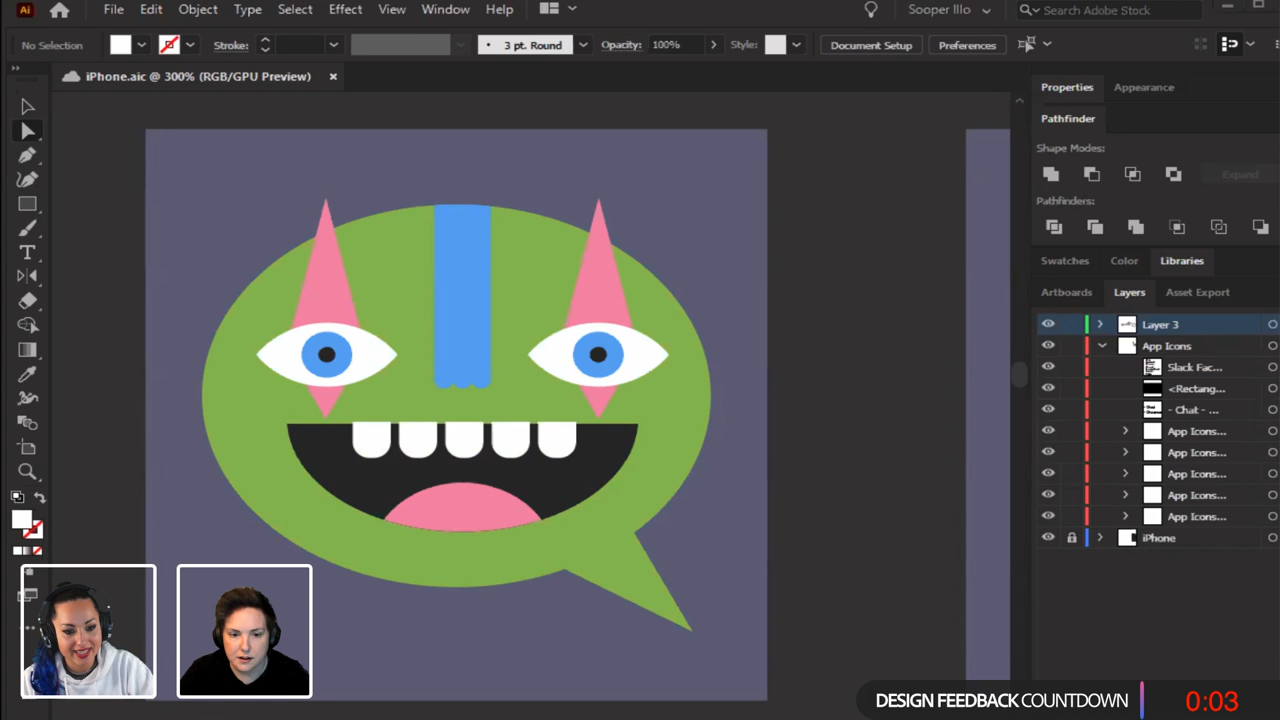 Ai File Edit Object Type Select Effect View Window Help Sooper Illo Search Adobe Stock
No Selection Stroke: 3 pt. Round Opacity: 100% Style: Document Setup Preferences
iPhone.aic @ 300% (RGB/GPU Preview)
Properties Appearance
Pathfinder
Shape Modes:
Expand
Pathfinders:
Swatches Color Libraries
Artboards Layers Asset Export
Layer 3
App Icons
Slack Fac...
<Rectang...
- Chat - ...
App Icons...
App Icons...
App Icons...
App Icons...
App Icons...
iPhone
DESIGN FEEDBACK COUNTDOWN 0:03